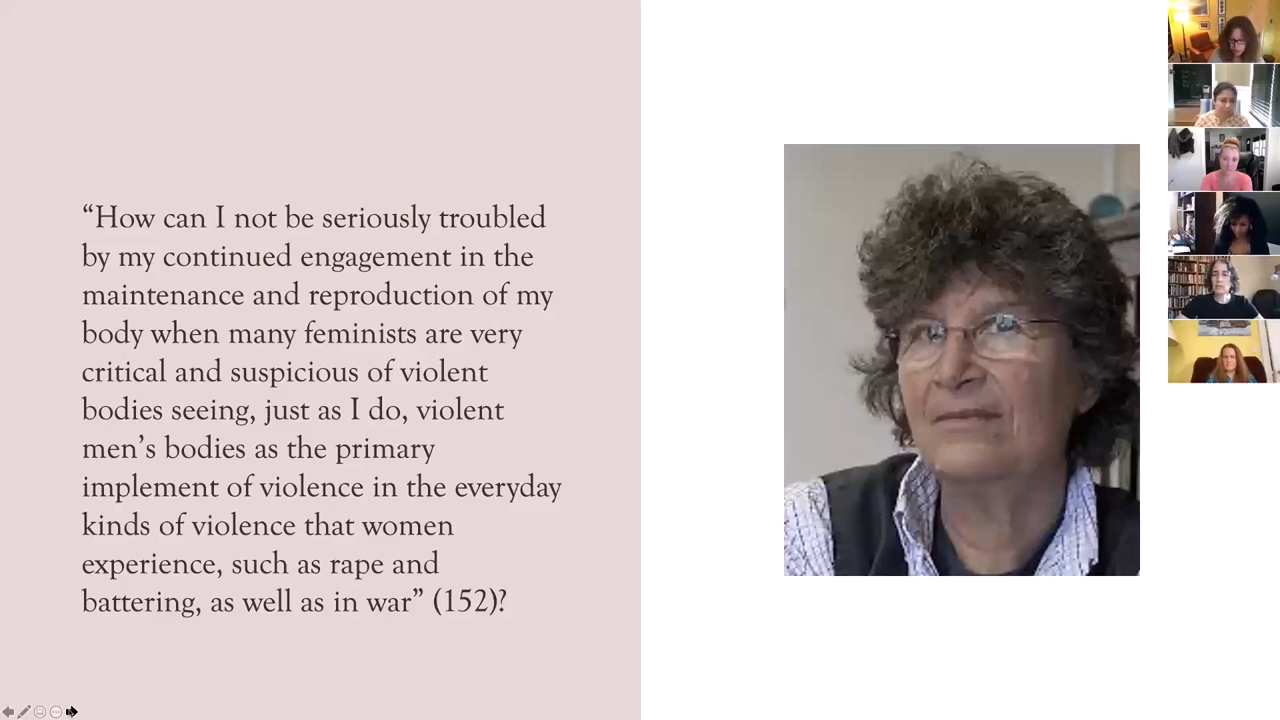 “How can I not be seriously troubled
by my continued engagement in the
maintenance and reproduction of my
body when many feminists are very
critical and suspicious of violent
bodies seeing, just as I do, violent
men’s bodies as the primary
implement of violence in the everyday
kinds of violence that women
experience, such as rape and
battering, as well as in war” (152)?